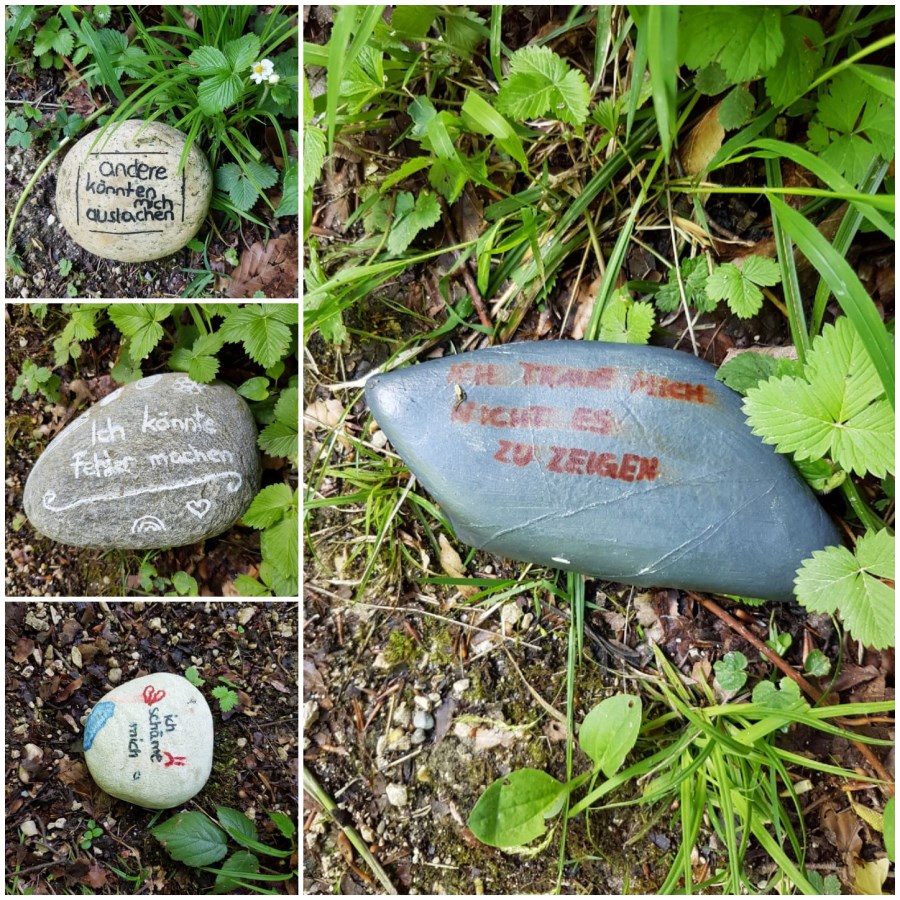 andere
könnten
mich
auslachen
Ich könnte
Fehler machen
ich
schäme
mich
ICH TRAUE MICH
NICHT ES
ZU ZEIGEN